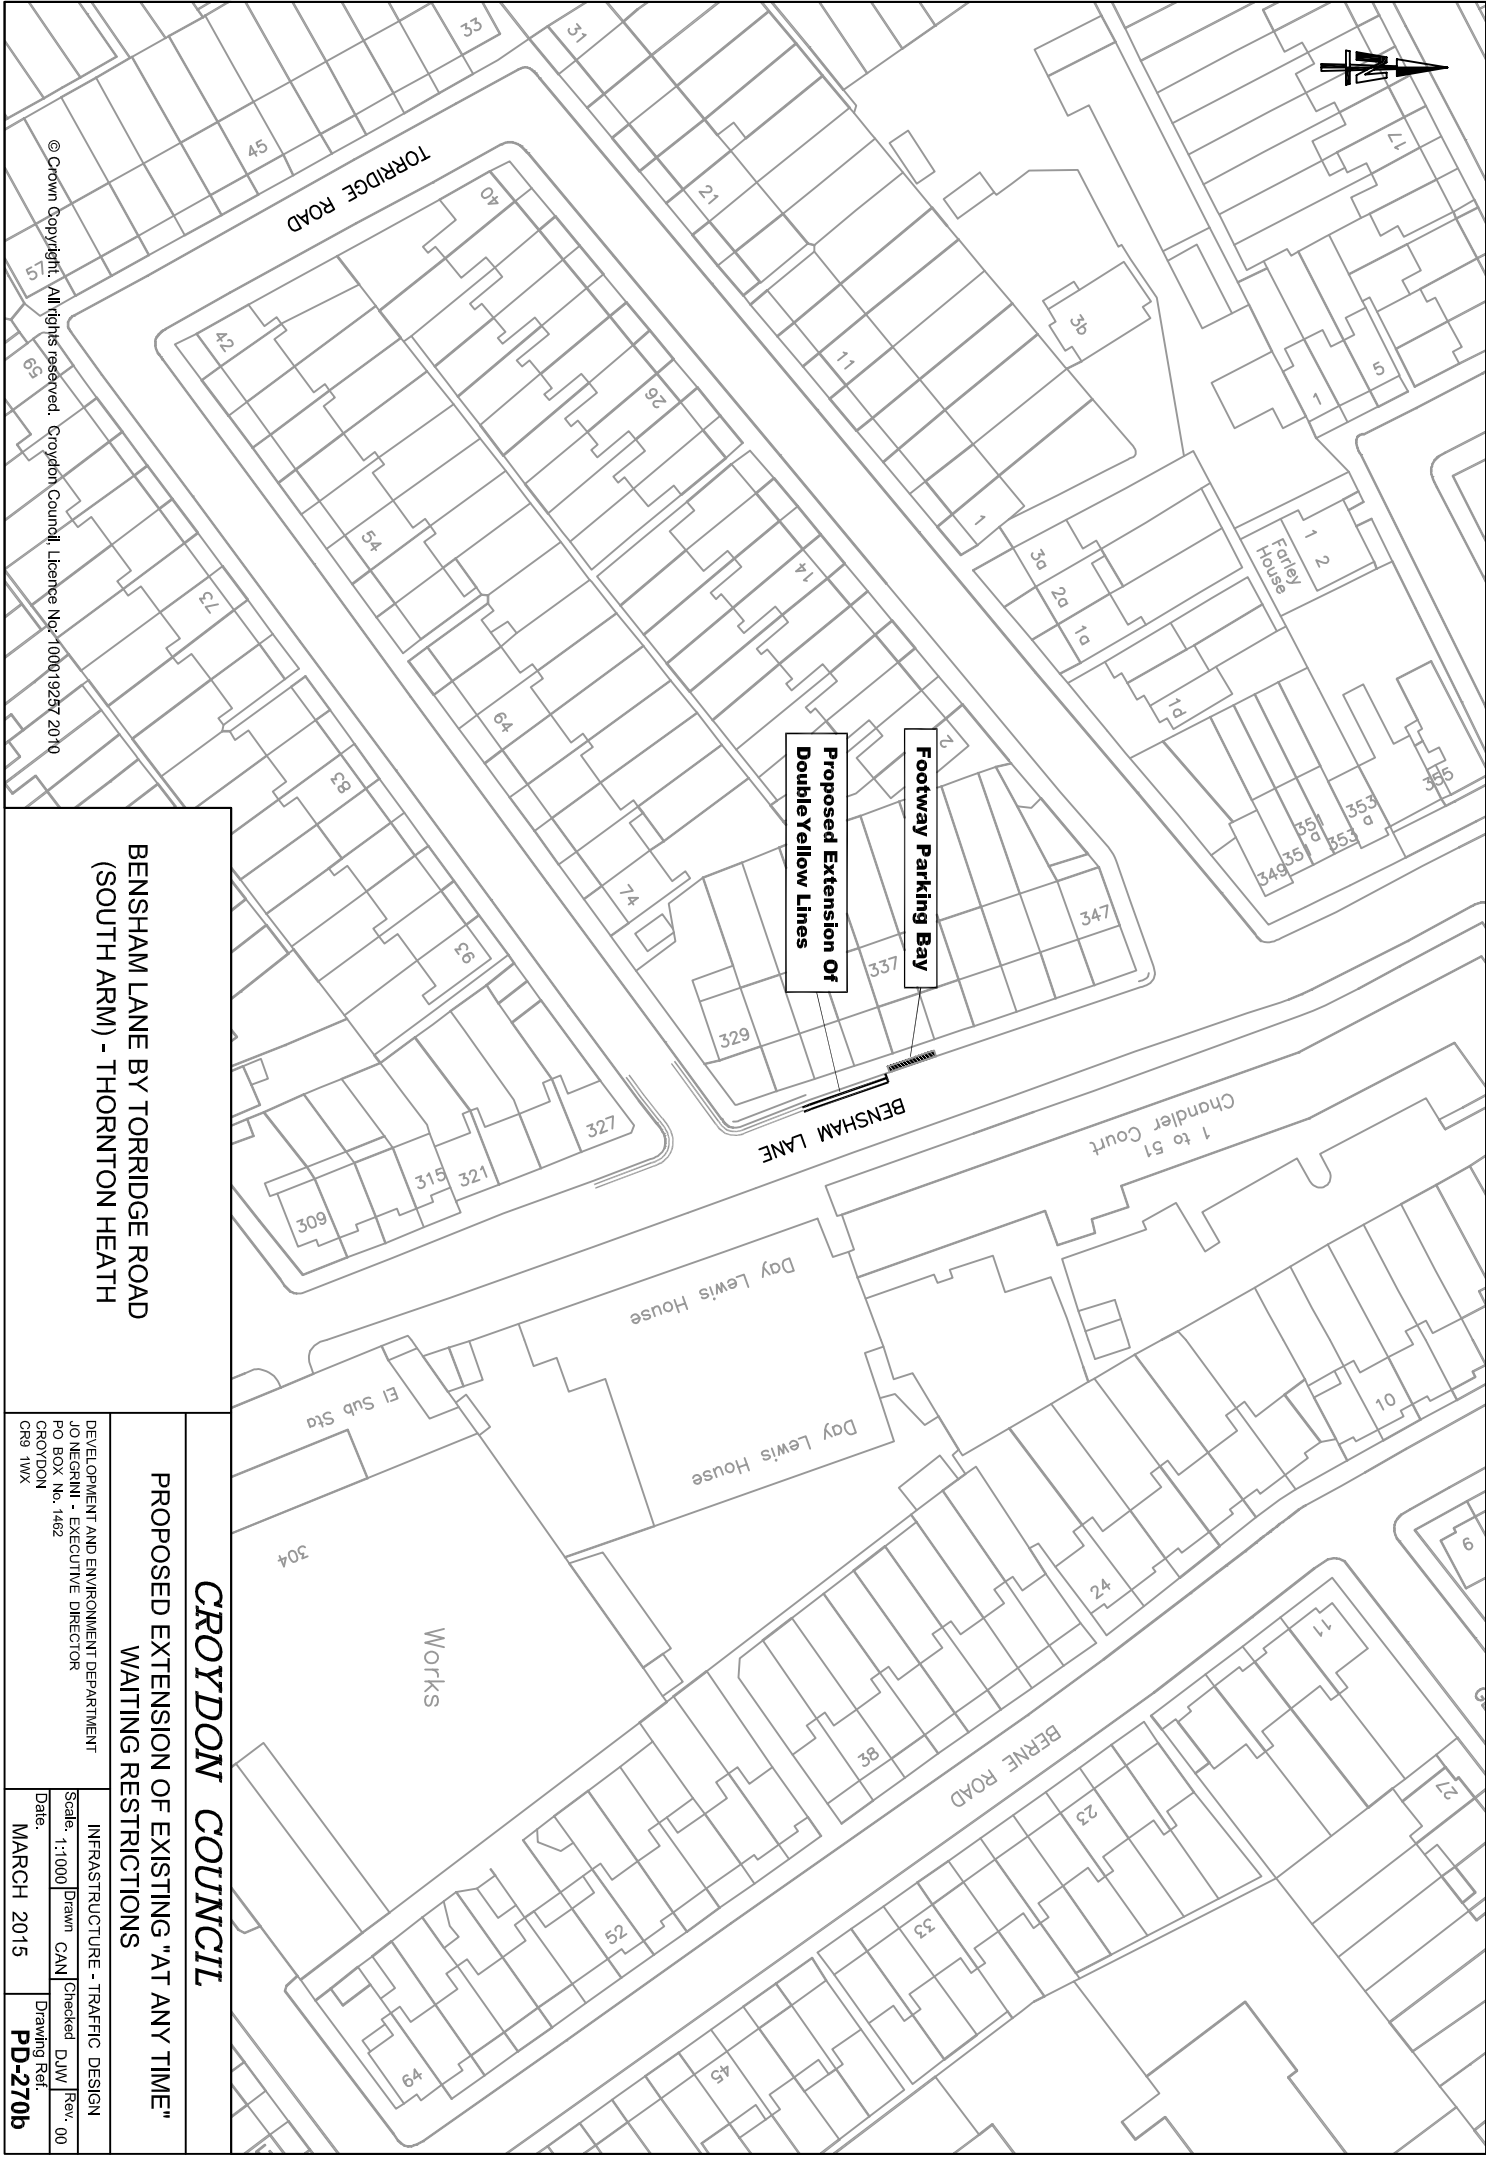 33
31
45
TORRIDGE ROAD
40
21
17
57
42
59
3b
11
5
1
26
54
1
1 2
Farley
House
3a
2a
1a
14
73
64
1d
2
83
74
93
355
353
a
353
351
a
351
349
347
337
329
327
321
315
309
Footway Parking Bay
Proposed Extension Of
DoubleYellow Lines
BENSHAM LANE
1 to 51
Chandler Court
Day Lewis House
Day Lewis House
El Sub Sta
304
Works
10
6
24
11
38
BERNE ROAD
27
23
52
33
64
45
© Crown Copyright. All rights reserved. Croydon Council, Licence No: 100019257 2010
BENSHAM LANE BY TORRIDGE ROAD
(SOUTH ARM) - THORNTON HEATH
CROYDON COUNCIL
PROPOSED EXTENSION OF EXISTING "AT ANY TIME"
WAITING RESTRICTIONS
DEVELOPMENT AND ENVIRONMENT DEPARTMENT
JO NEGRINI - EXECUTIVE DIRECTOR
PO BOX No. 1462
CROYDON
CR9 1WX
INFRASTRUCTURE - TRAFFIC DESIGN
Scale. 1:1000 Drawn CAN Checked DJW Rev. 00
Date. MARCH 2015
Drawing Ref. PD-270b
N